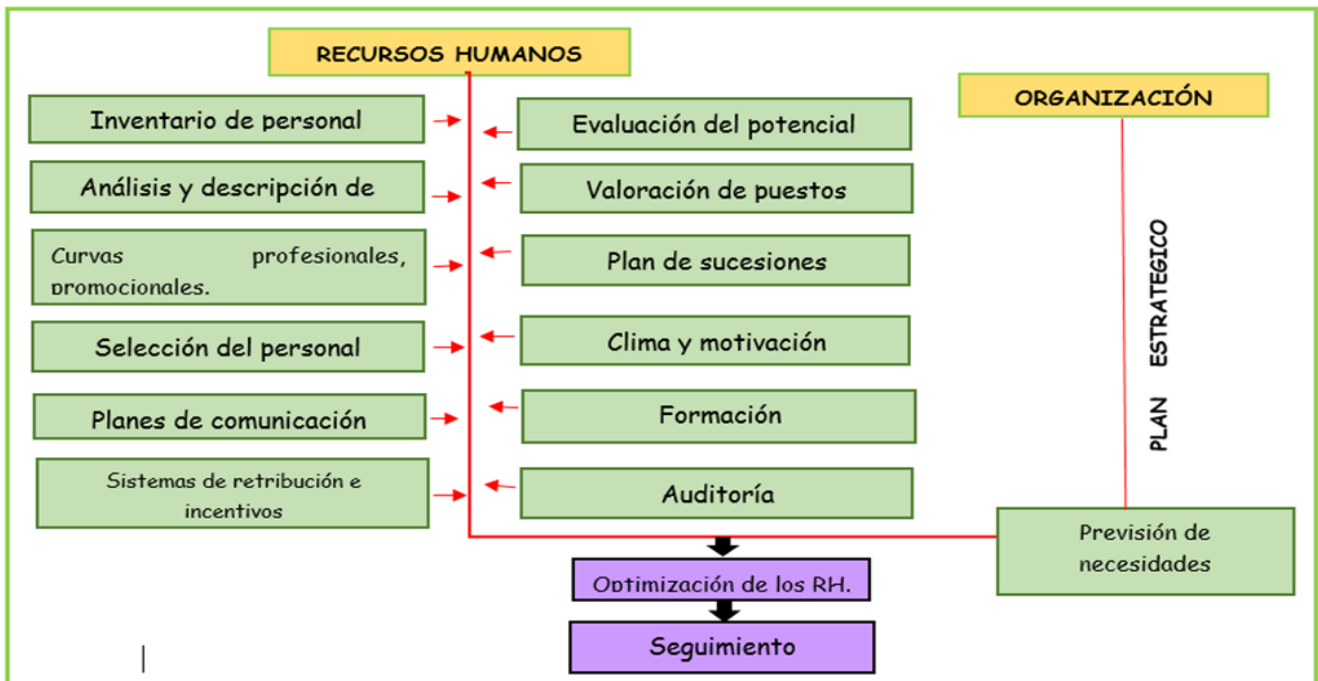 RECURSOS HUMANOS
ORGANIZACIÓN
Inventario de personal
Evaluación del potencial
Análisis y descripción de
Valoración de puestos
Curvas profesionales,
promocionales.
Plan de sucesiones
Selección del personal
Clima y motivación
Planes de comunicación
Formación
Sistemas de retribución e
incentivos
Auditoría
PLAN ESTRATEGICO
Previsión de
necesidades
Optimización de los RH.
Seguimiento